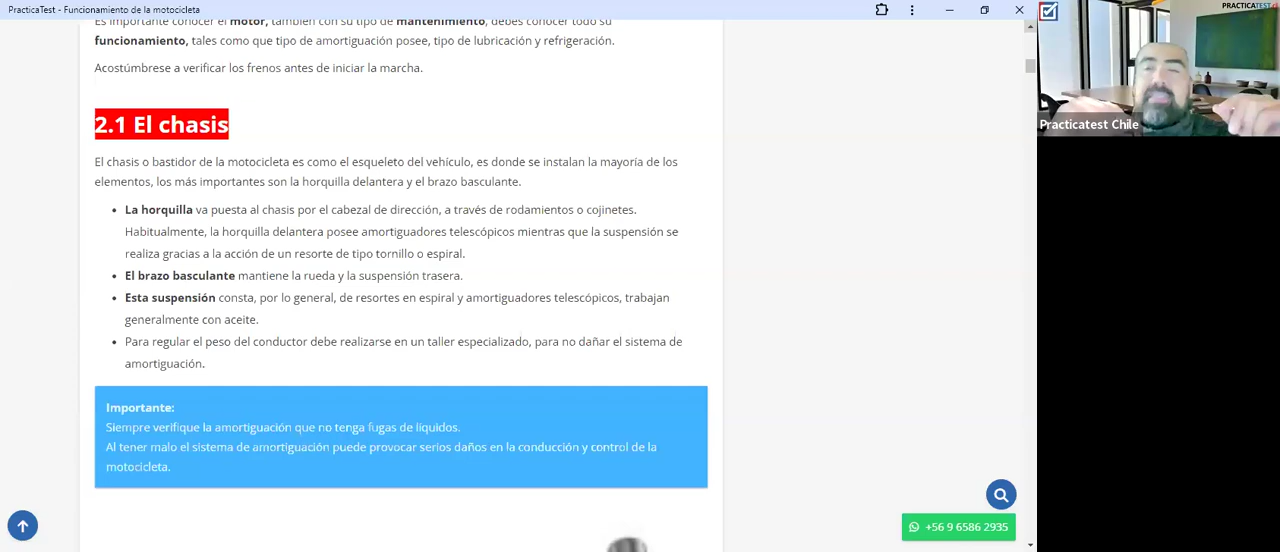 PracticaTest - Funcionamiento de la motocicleta
PRACTICATEST.cl
Es importante conocer el motor, también con su tipo de mantenimiento, debes conocer todo su
funcionamiento, tales como que tipo de amortiguación posee, tipo de lubricación y refrigeración.
Acostúmbrese a verificar los frenos antes de iniciar la marcha.
Practicatest Chile
2.1 El chasis
El chasis o bastidor de la motocicleta es como el esqueleto del vehículo, es donde se instalan la mayoría de los
elementos, los más importantes son la horquilla delantera y el brazo basculante.
• La horquilla va puesta al chasis por el cabezal de dirección, a través de rodamientos o cojinetes.
Habitualmente, la horquilla delantera posee amortiguadores telescópicos mientras que la suspensión se
realiza gracias a la acción de un resorte de tipo tornillo o espiral.
• El brazo basculante mantiene la rueda y la suspensión trasera.
• Esta suspensión consta, por lo general, de resortes en espiral y amortiguadores telescópicos, trabajan
generalmente con aceite.
• Para regular el peso del conductor debe realizarse en un taller especializado, para no dañar el sistema de
amortiguación.
Importante:
Siempre verifique la amortiguación que no tenga fugas de líquidos.
Al tener malo el sistema de amortiguación puede provocar serios daños en la conducción y control de la
motocicleta.
+56 9 6586 2935